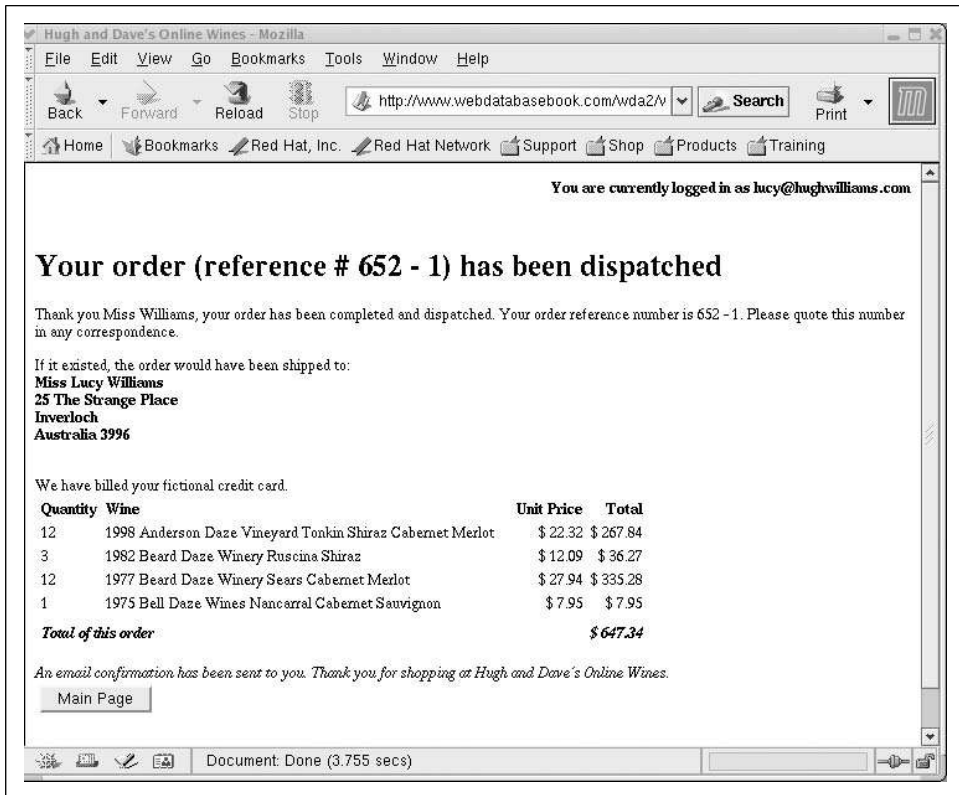 Hugh and Dave's Online Wines - Mozilla
File Edit View Go Bookmarks Tools Window Help
Back Forward Reload Stop http://www.webdatabasebook.com/wda2/v Search Print
Home Bookmarks Red Hat, Inc. Red Hat Network Support Shop Products Training
You are currently logged in as lucy@hughwilliams.com
Your order (reference # 652 - 1) has been dispatched
Thank you Miss Williams, your order has been completed and dispatched. Your order reference number is 652 - 1. Please quote this number
in any correspondence.
If it existed, the order would have been shipped to:
Miss Lucy Williams
25 The Strange Place
Inverloch
Australia 3996
We have billed your fictional credit card.
Quantity Wine Unit Price Total
12 1998 Anderson Daze Vineyard Tonkin Shiraz Cabernet Merlot $ 22.32 $ 267.84
3 1982 Beard Daze Winery Ruscina Shiraz $ 12.09 $ 36.27
12 1977 Beard Daze Winery Sears Cabernet Merlot $ 27.94 $ 335.28
1 1975 Bell Daze Wines Nancarral Cabernet Sauvignon $ 7.95 $ 7.95
Total of this order $ 647.34
An email confirmation has been sent to you. Thank you for shopping at Hugh and Dave´s Online Wines.
Main Page
Document: Done (3.755 secs)